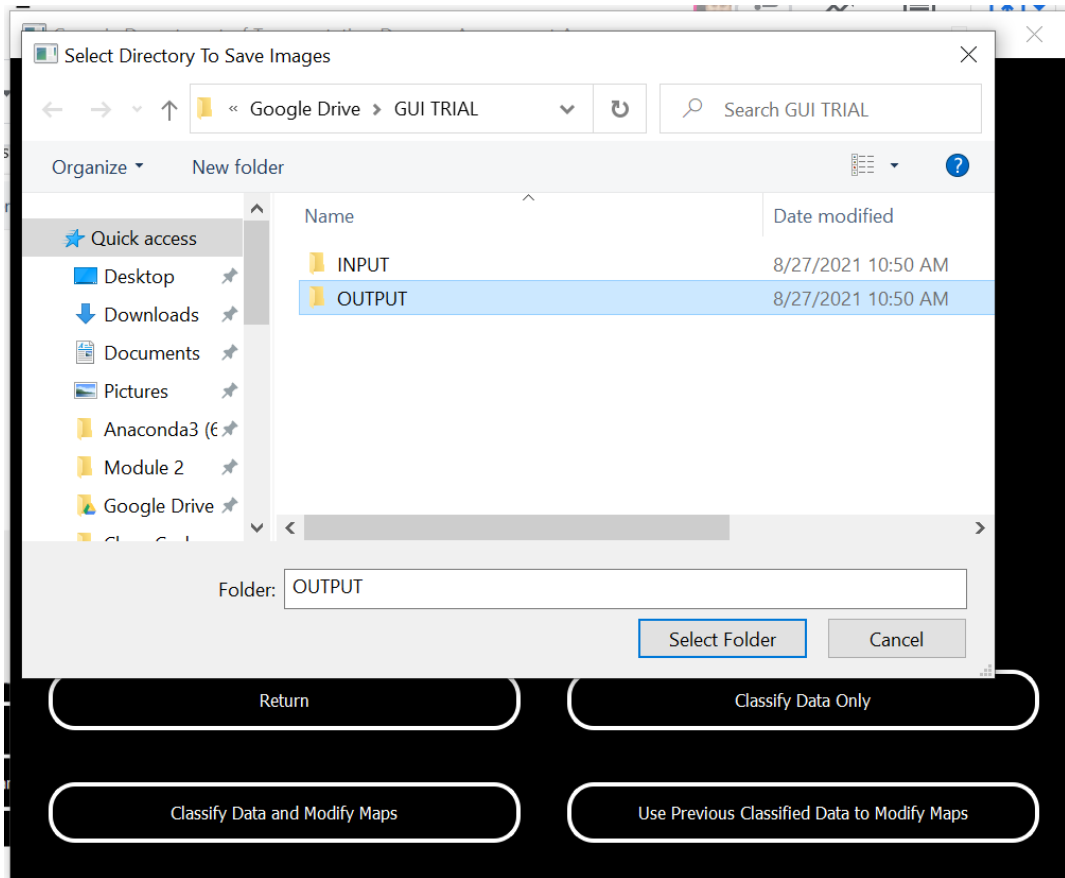 Select Directory To Save Images
« Google Drive > GUI TRIAL
Search GUI TRIAL
Organize
New folder
?
Name
Date modified
Quick access
Desktop
Downloads
Documents
Pictures
Anaconda3 (6
Module 2
Google Drive
INPUT 8/27/2021 10:50 AM
OUTPUT 8/27/2021 10:50 AM
Folder: OUTPUT
Select Folder
Cancel
Return
Classify Data Only
Classify Data and Modify Maps
Use Previous Classified Data to Modify Maps